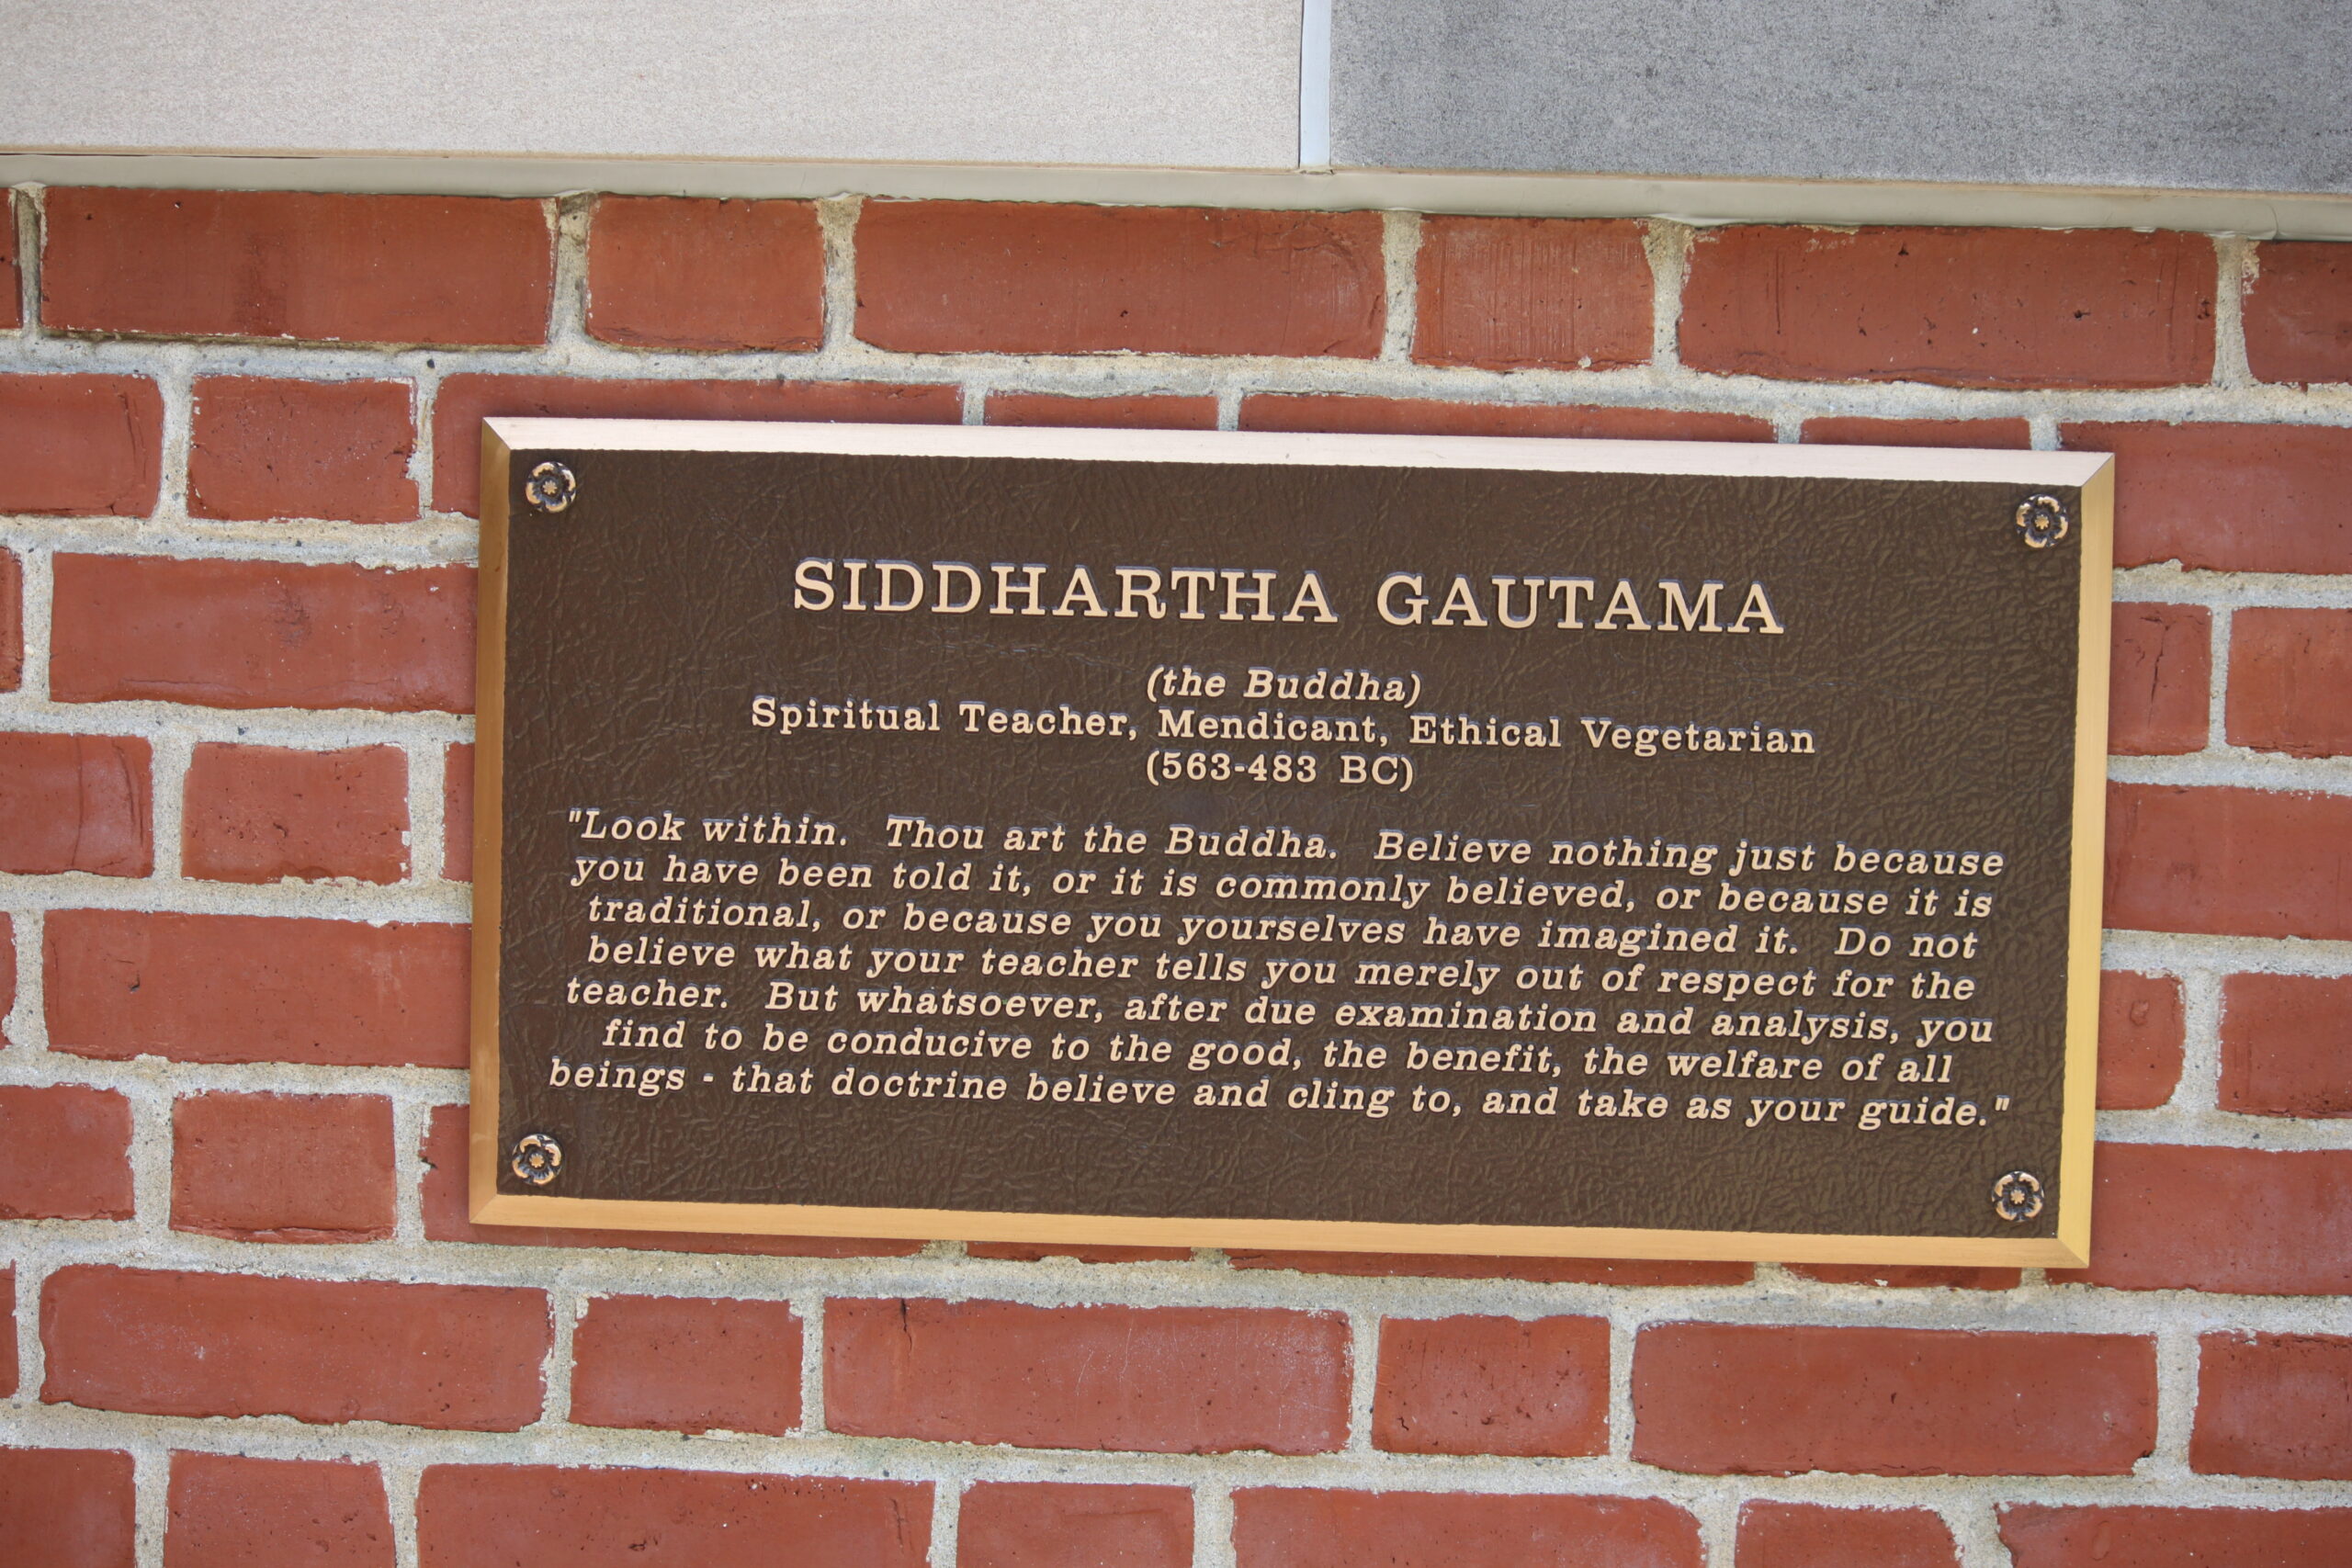 SIDDHARTHA GAUTAMA
(the Buddha)
Spiritual Teacher, Mendicant, Ethical Vegetarian
(563-483 BC)
"Look within. Thou art the Buddha. Believe nothing just because
you have been told it, or it is commonly believed, or because it is
traditional, or because you yourselves have imagined it. Do not
believe what your teacher tells you merely out of respect for the
teacher. But whatsoever, after due examination and analysis, you
find to be conducive to the good, the benefit, the welfare of all
beings - that doctrine believe and cling to, and take as your guide."